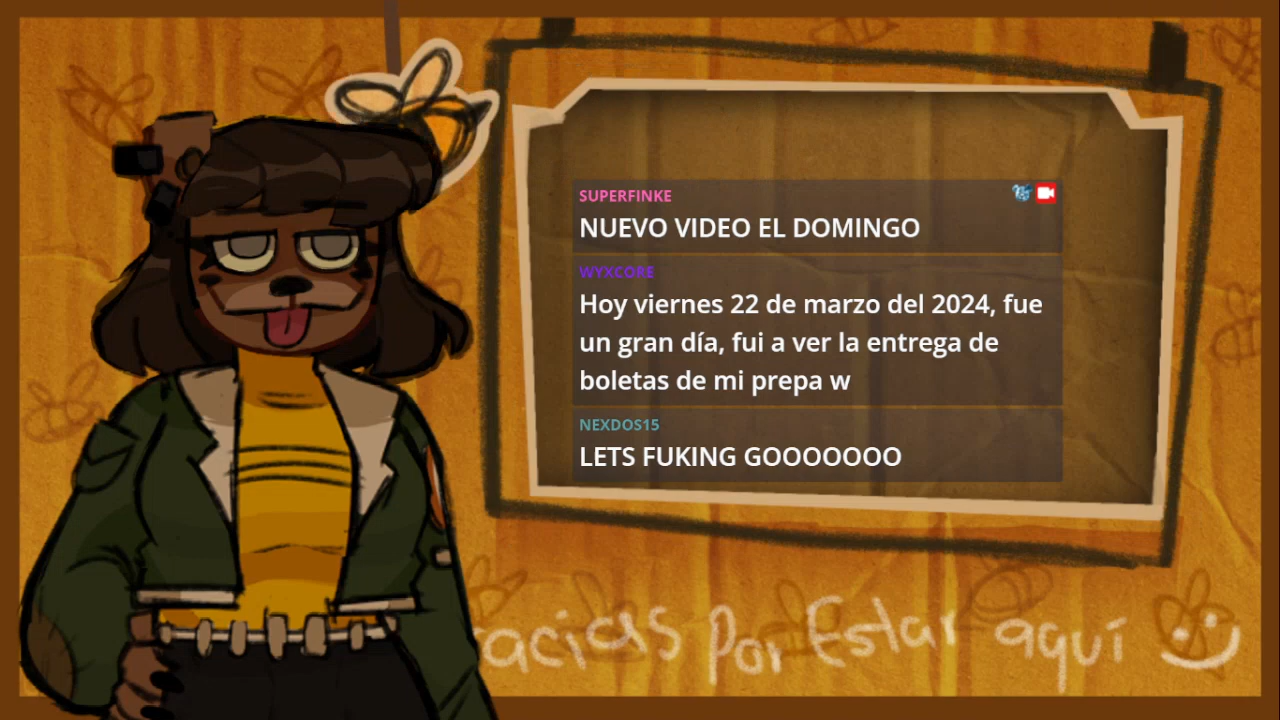 SUPERFINKE
NUEVO VIDEO EL DOMINGO
WYXCORE
Hoy viernes 22 de marzo del 2024, fue
un gran día, fui a ver la entrega de
boletas de mi prepa w
NEXDOS15
LETS FUKING GOOOOOOO
racias por Estar aquí